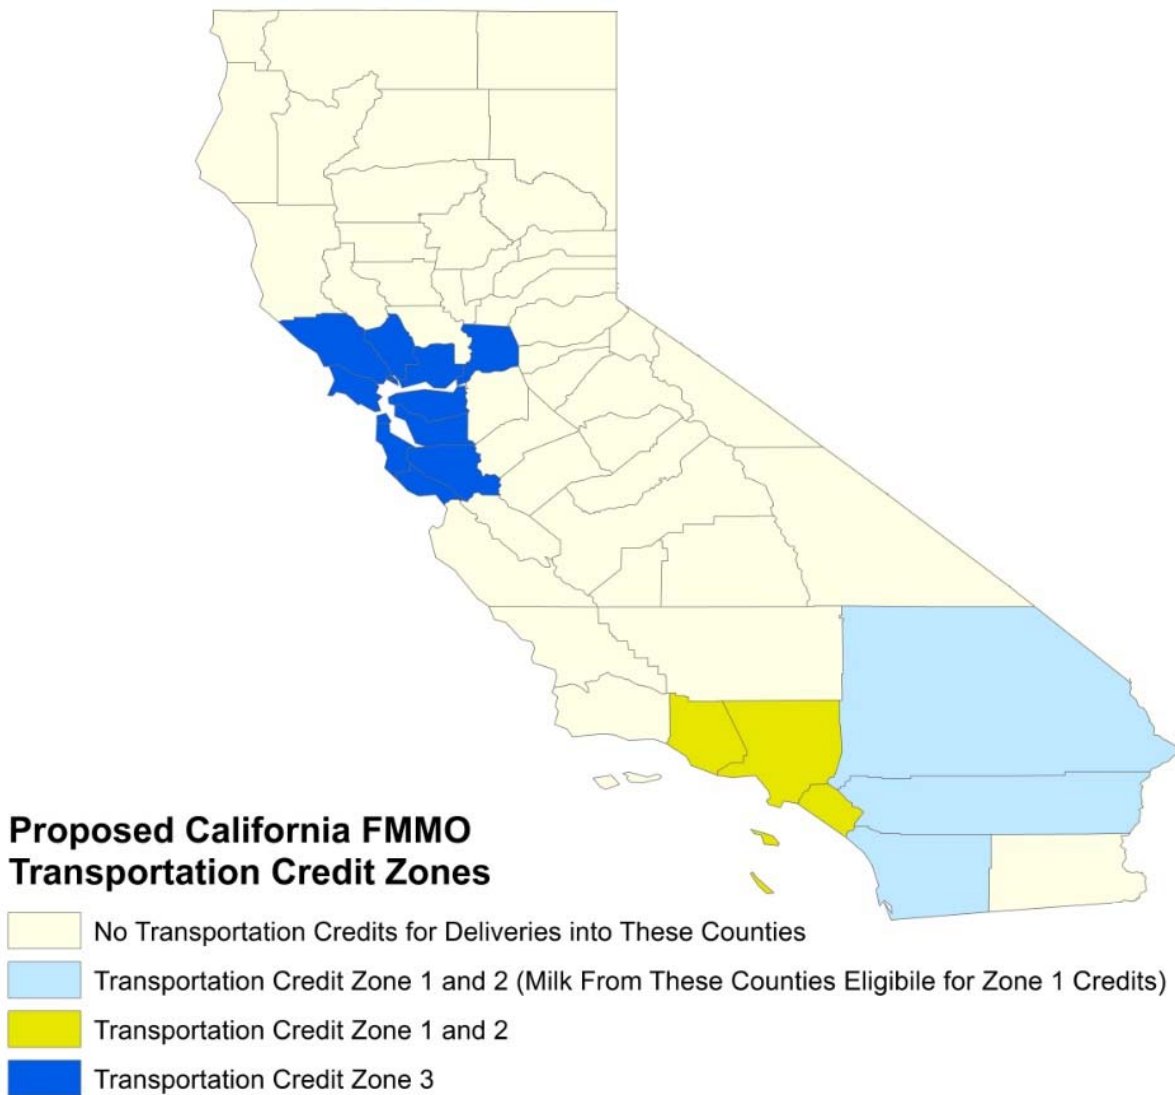 Proposed California FMMO
Transportation Credit Zones
No Transportation Credits for Deliveries into These Counties
Transportation Credit Zone 1 and 2 (Milk From These Counties Eligibile for Zone 1 Credits)
Transportation Credit Zone 1 and 2
Transportation Credit Zone 3